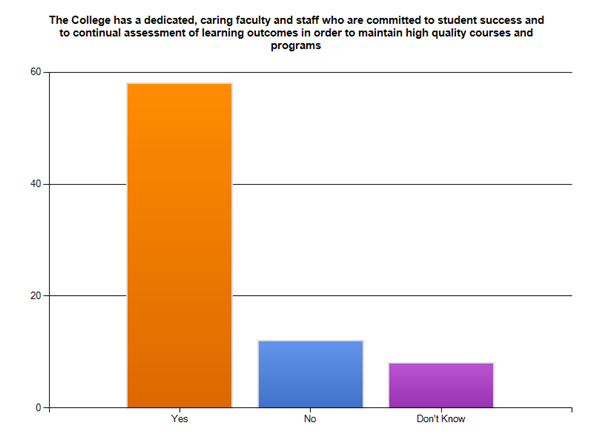 The College has a dedicated, caring faculty and staff who are committed to student success and
to continual assessment of learning outcomes in order to maintain high quality courses and
programs
60
40
20
0
Yes No Don't Know